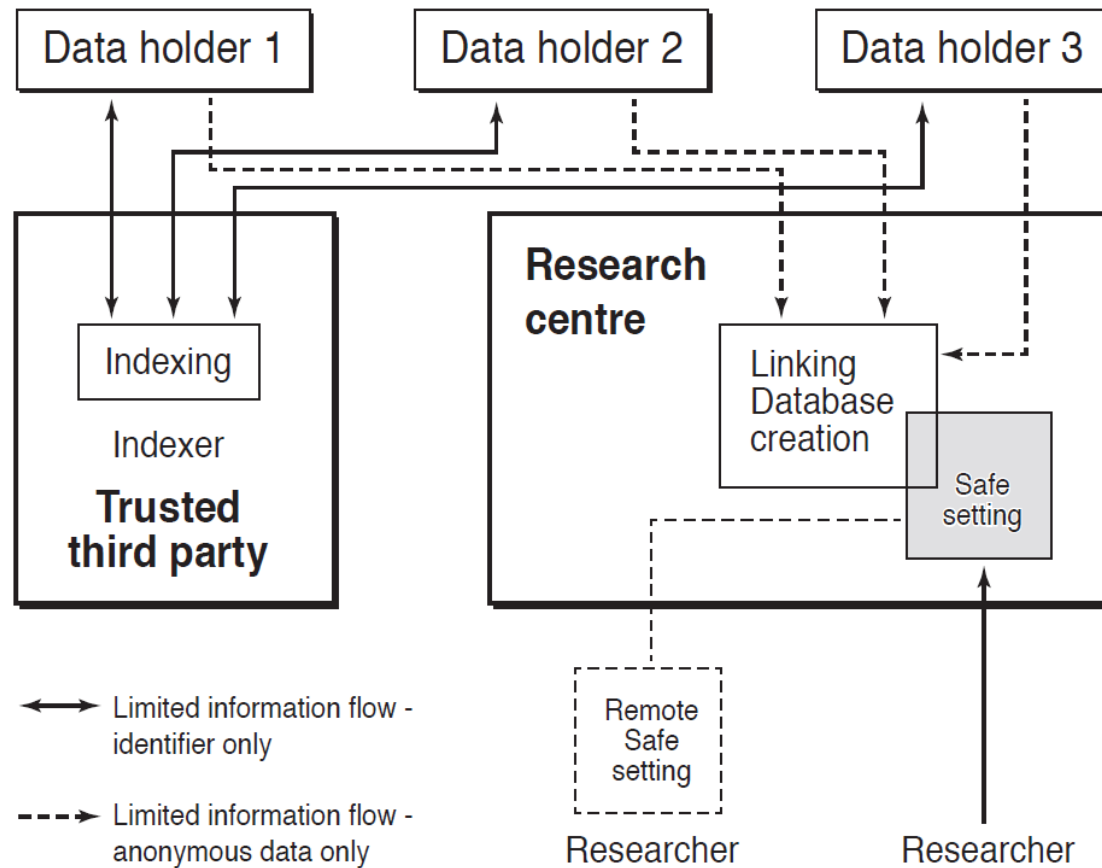 Data holder 1
Data holder 2
Data holder 3
Research
centre
Indexing
Indexer
Trusted
third party
Linking
Database
creation
Safe
setting
Remote
Safe
setting
Researcher
Researcher
Limited information flow -
identifier only
Limited information flow -
anonymous data only